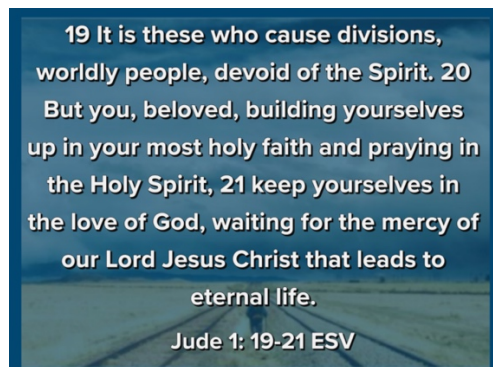 19 It is these who cause divisions,
worldly people, devoid of the Spirit. 20
But you, beloved, building yourselves
up in your most holy faith and praying in
the Holy Spirit, 21 keep yourselves in
the love of God, waiting for the mercy of
our Lord Jesus Christ that leads to
eternal life.
Jude 1: 19-21 ESV